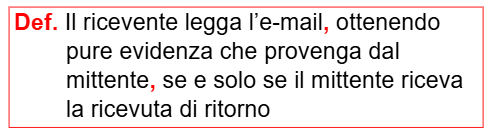 Def. Il ricevente legga l’e-mail, ottenendo
pure evidenza che provenga dal
mittente, se e solo se il mittente riceva
la ricevuta di ritorno